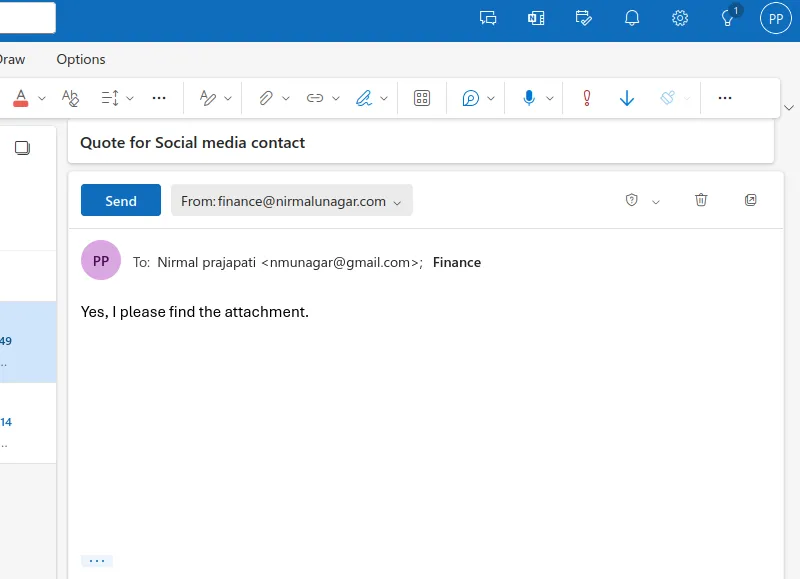 1
PP
Draw Options
A
Quote for Social media contact
Send From: finance@nirmalunagar.com
PP To: Nirmal prajapati <nmunagar@gmail.com>; Finance
Yes, I please find the attachment.
49
..
14
..
...